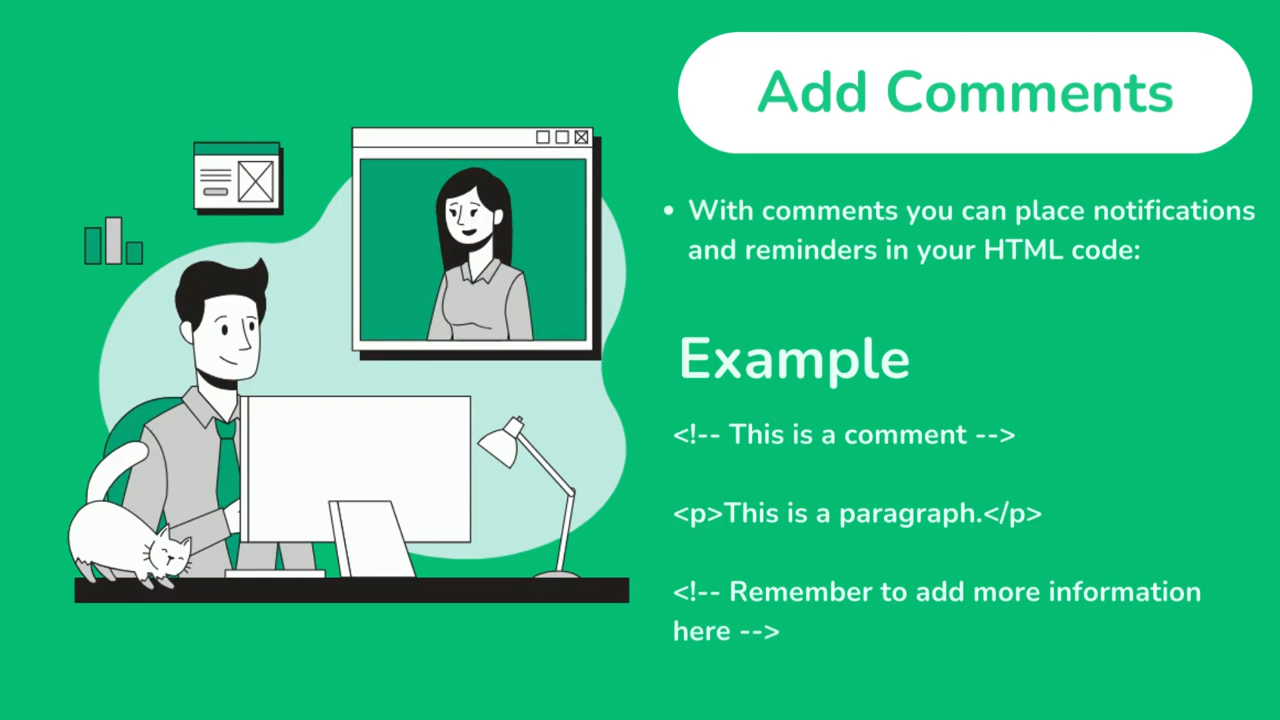 Add Comments
• With comments you can place notifications
and reminders in your HTML code:
Example
<!-- This is a comment -->
<p>This is a paragraph.</p>
<!-- Remember to add more information
here -->